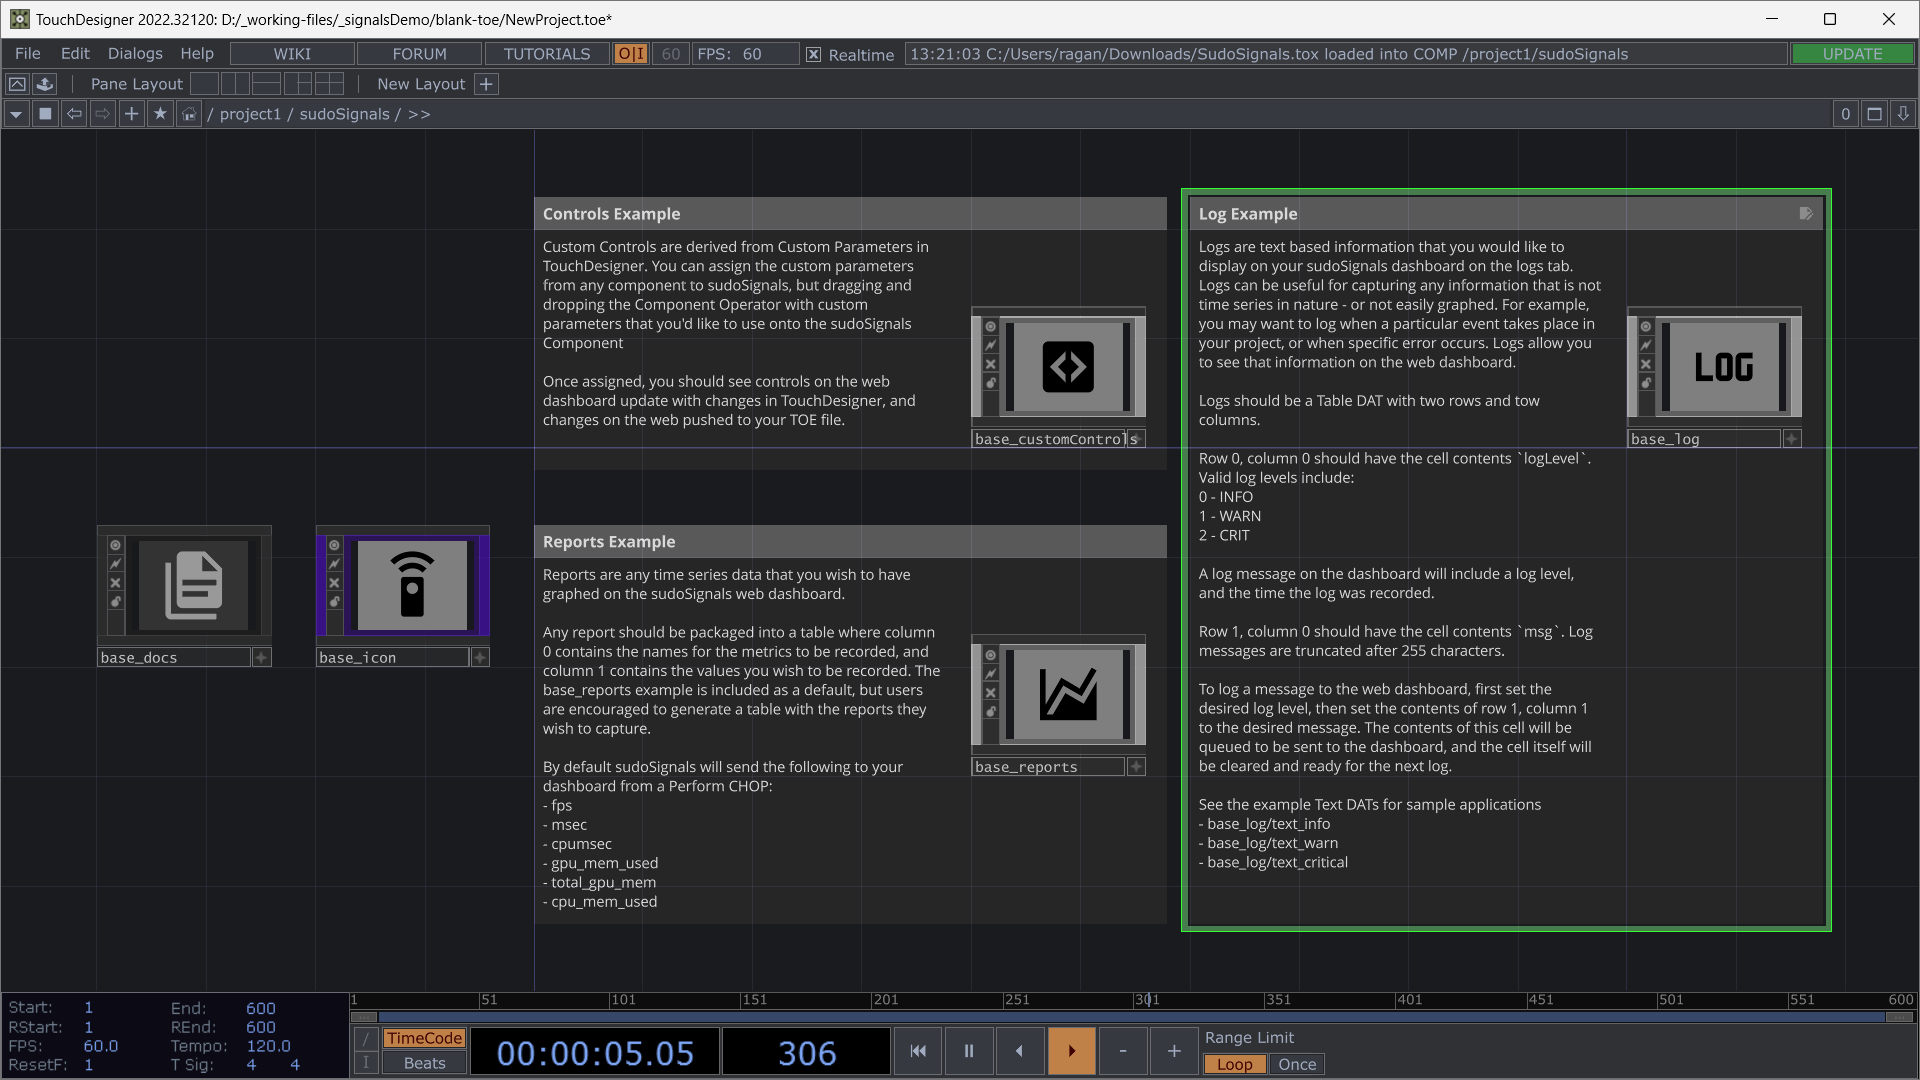 TouchDesigner 2022.32120: D:/_working-files/_signalsDemo/blank-toe/NewProject.toe*
File Edit Dialogs Help WIKI FORUM TUTORIALS O|I 60 FPS: 60 Realtime 13:21:03 C:/Users/ragan/Downloads/SudoSignals.tox loaded into COMP /project1/sudoSignals UPDATE
Pane Layout New Layout +
/ project1 / sudoSignals / >> 0
Controls Example
Custom Controls are derived from Custom Parameters in
TouchDesigner. You can assign the custom parameters
from any component to sudoSignals, but dragging and
dropping the Component Operator with custom
parameters that you'd like to use onto the sudoSignals
Component
Once assigned, you should see controls on the web
dashboard update with changes in TouchDesigner, and
changes on the web pushed to your TOE file.
base_customControls
Log Example
Logs are text based information that you would like to
display on your sudoSignals dashboard on the logs tab.
Logs can be useful for capturing any information that is not
time series in nature - or not easily graphed. For example,
you may want to log when a particular event takes place in
your project, or when specific error occurs. Logs allow you
to see that information on the web dashboard.
Logs should be a Table DAT with two rows and tow
columns.
Row 0, column 0 should have the cell contents `logLevel`.
Valid log levels include:
0 - INFO
1 - WARN
2 - CRIT
A log message on the dashboard will include a log level,
and the time the log was recorded.
Row 1, column 0 should have the cell contents `msg`. Log
messages are truncated after 255 characters.
To log a message to the web dashboard, first set the
desired log level, then set the contents of row 1, column 1
to the desired message. The contents of this cell will be
queued to be sent to the dashboard, and the cell itself will
be cleared and ready for the next log.
See the example Text DATs for sample applications
- base_log/text_info
- base_log/text_warn
- base_log/text_critical
LOG
base_log
base_docs
base_icon
Reports Example
Reports are any time series data that you wish to have
graphed on the sudoSignals web dashboard.
Any report should be packaged into a table where column
0 contains the names for the metrics to be recorded, and
column 1 contains the values you wish to be recorded. The
base_reports example is included as a default, but users
are encouraged to generate a table with the reports they
wish to capture.
By default sudoSignals will send the following to your
dashboard from a Perform CHOP:
- fps
- msec
- cpumsec
- gpu_mem_used
- total_gpu_mem
- cpu_mem_used
base_reports
1 51 101 151 201 251 301 351 401 451 501 551 600
Start: 1 End: 600
RStart: 1 REnd: 600
FPS: 60.0 Tempo: 120.0
ResetF: 1 T Sig: 4 4
/ TimeCode
I Beats
00:00:05.05
306
- +
Range Limit
Loop Once